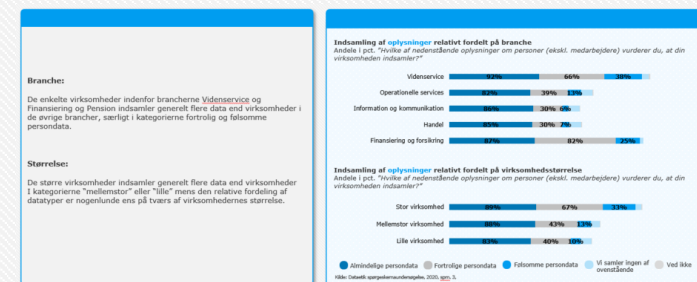 Branche:
De enkelte virksomheder indenfor brancherne Videnservice og
Finansiering og Pension indsamler generelt flere data end virksomheder i
de øvrige brancher, særligt i kategorierne fortrolig og følsomme
persondata.
Størrelse:
De større virksomheder indsamler generelt flere data end virksomheder
I kategorierne "mellemstor" eller "lille" mens den relative fordeling af
datatyper er nogenlunde ens på tværs af virksomhedernes størrelse.
Indsamling af oplysninger relativt fordelt på branche
Andele i pct. "Hvilke af nedenstående oplysninger om personer (ekskl. medarbejdere) vurderer du, at din
virksomheden indsamler?"
Videnservice 92% 66% 38%
Operationelle services 82% 39% 13%
Information og kommunikation 86% 30% 6%
Handel 85% 30% 7%
Finansiering og forsikring 87% 82% 25%
Indsamling af oplysninger relativt fordelt på virksomhedsstørrelse
Andele i pct. "Hvilke af nedenstående oplysninger om personer (ekskl. medarbejdere) vurderer du, at din
virksomheden indsamler?"
Stor virksomhed 89% 67% 33%
Mellemstor virksomhed 88% 43% 13%
Lille virksomhed 83% 40% 10%
Almindelige persondata Fortrolige persondata Følsomme persondata Vi samler ingen af ovenstående Ved ikke
Kilde: Dataetik spørgeskemaundersøgelse, 2020, spm. 3.